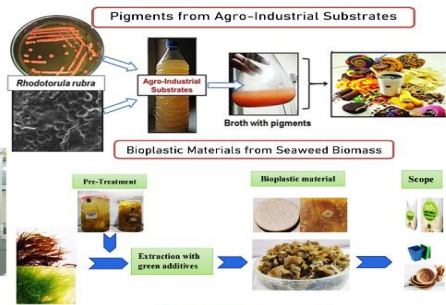 Pigments from Agro-Industrial Substrates
Rhodotorula rubra
Agro-Industrial
Substrates
Broth with pigments
Bioplastic Materials from Seaweed Biomass
Pre-Treatment
Bioplastic material
Scope
Extraction with
green additives